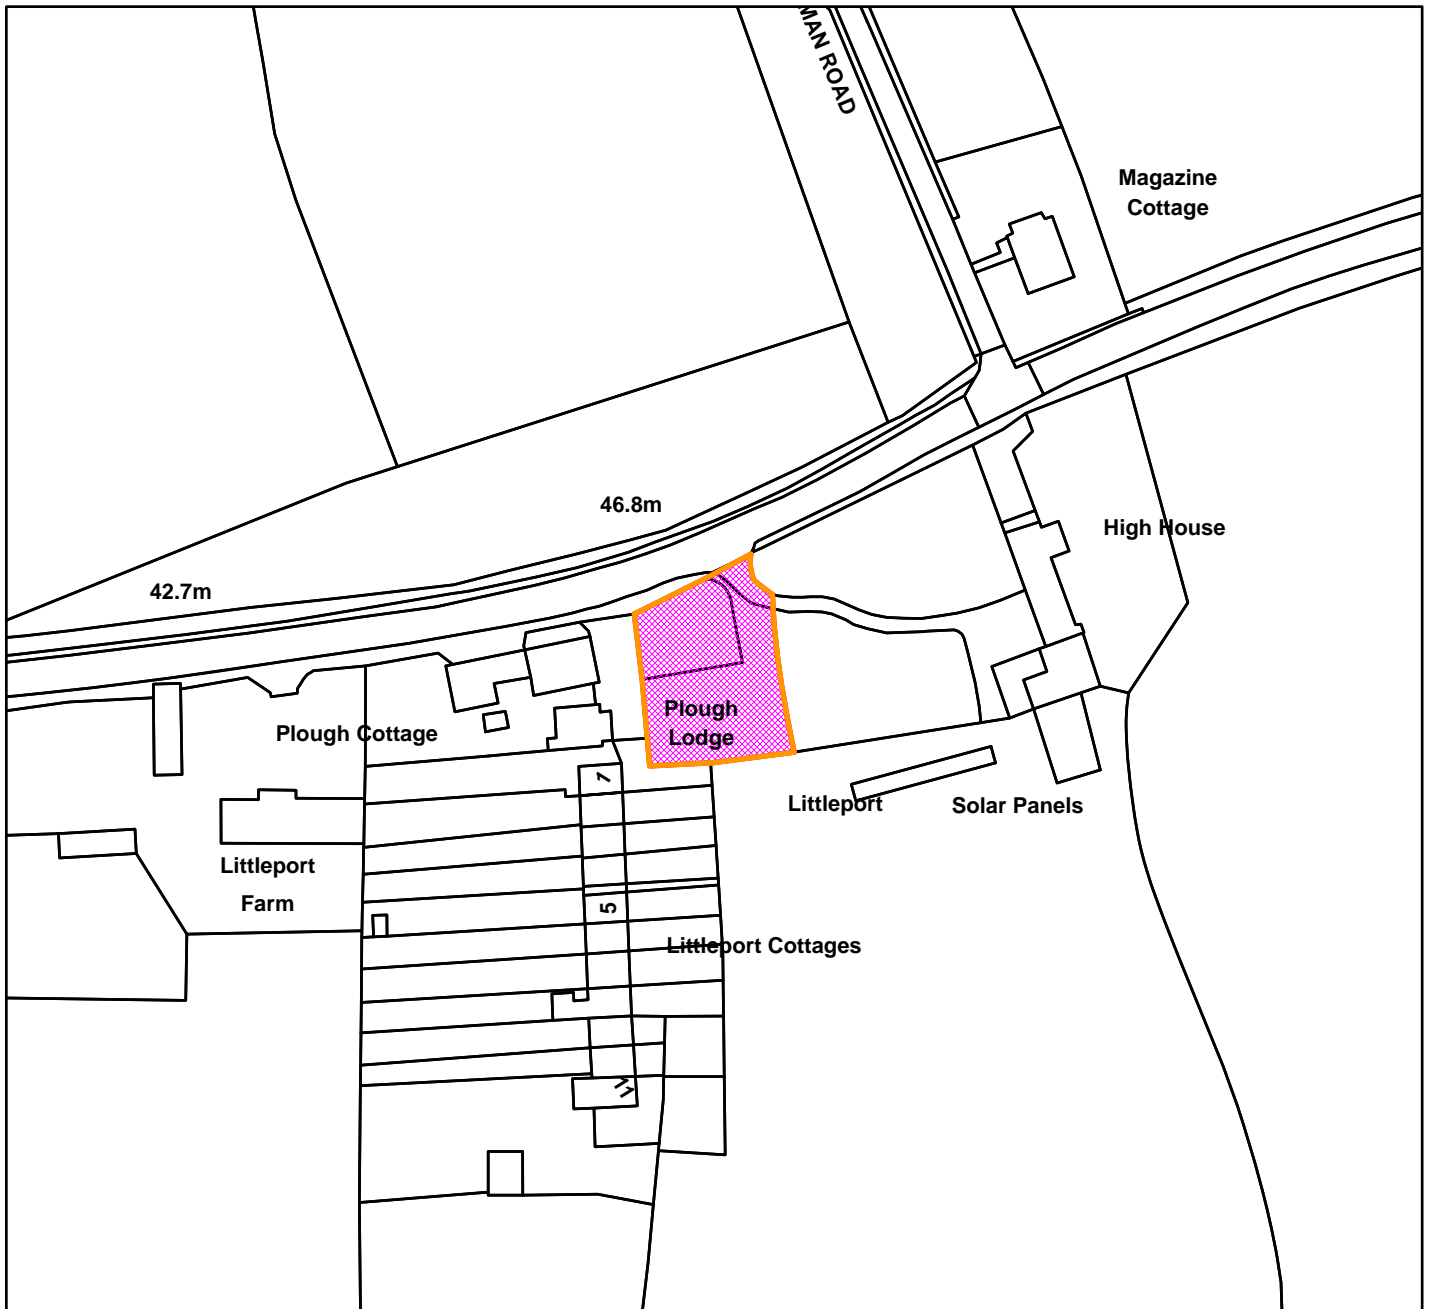 MAN ROAD
Magazine
Cottage
46.8m
High House
42.7m
Plough
Lodge
Plough Cottage
Littleport
Solar Panels
7
Littleport
Farm
5
Littleport Cottages
11